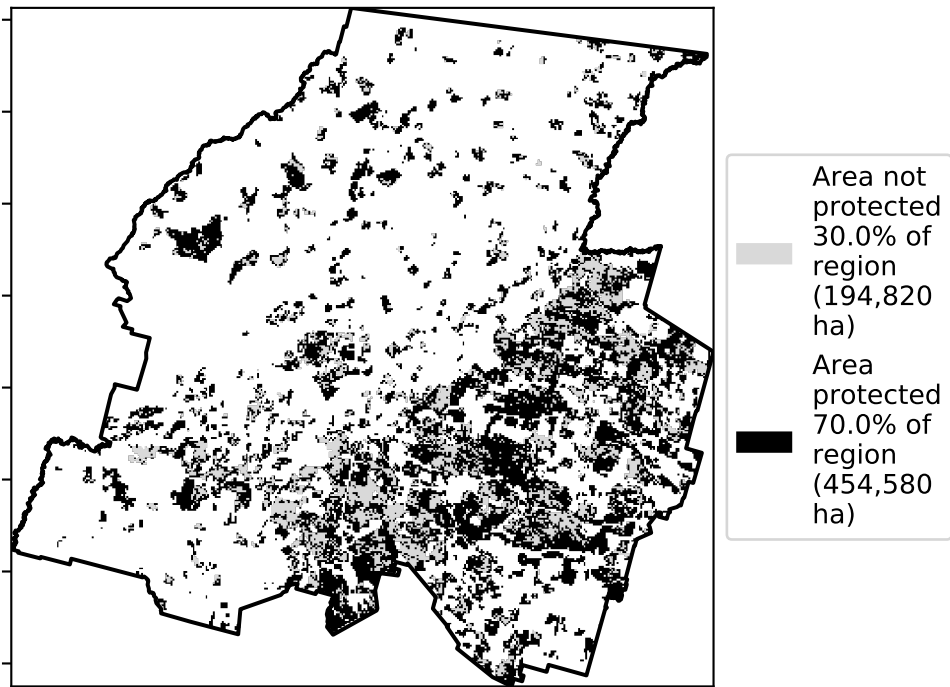 Area not
protected
30.0% of
region
(194,820
ha)
Area
protected
70.0% of
region
(454,580
ha)